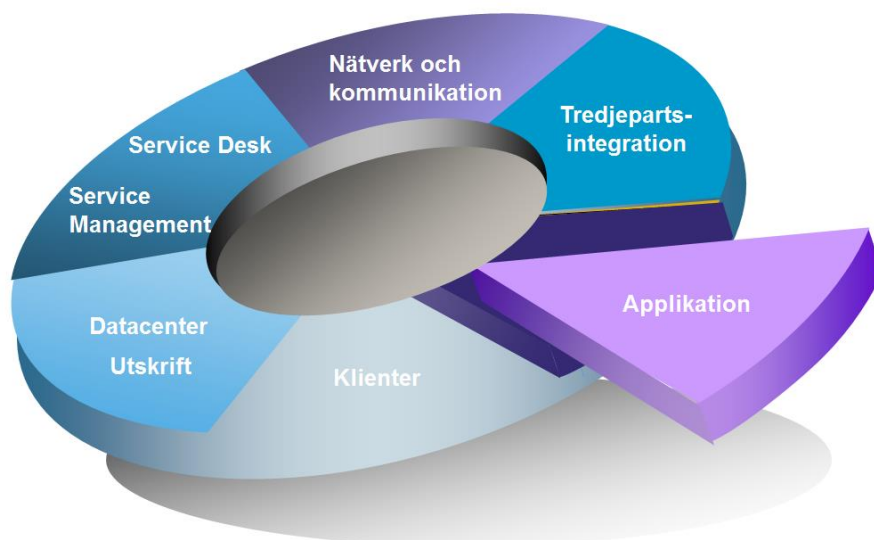 Nätverk och
kommunikation
Tredjeparts-
integration
Service Desk
Service
Management
Datacenter
Utskrift
Klienter
Applikation